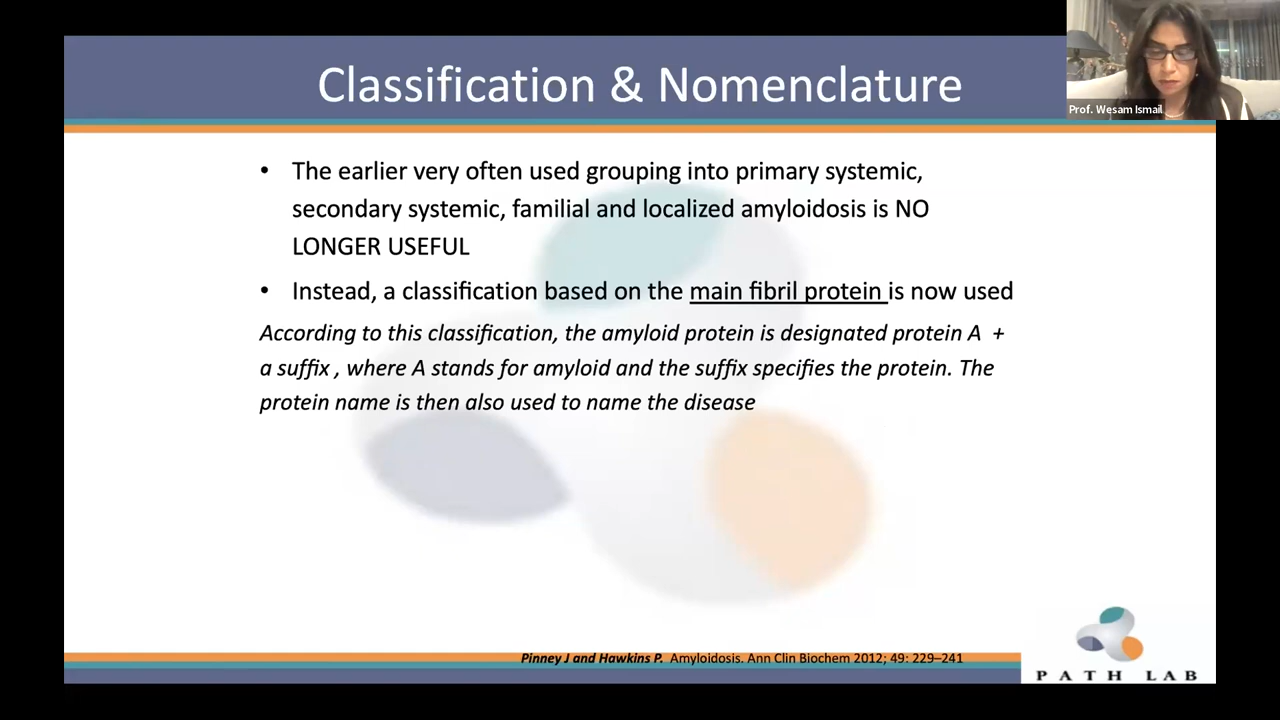 Classification & Nomenclature
Prof. Wesam Ismail
• The earlier very often used grouping into primary systemic,
secondary systemic, familial and localized amyloidosis is NO
LONGER USEFUL
• Instead, a classification based on the main fibril protein is now used
According to this classification, the amyloid protein is designated protein A +
a suffix , where A stands for amyloid and the suffix specifies the protein. The
protein name is then also used to name the disease
Pinney J and Hawkins P. Amyloidosis. Ann Clin Biochem 2012; 49: 229–241
PATH LAB